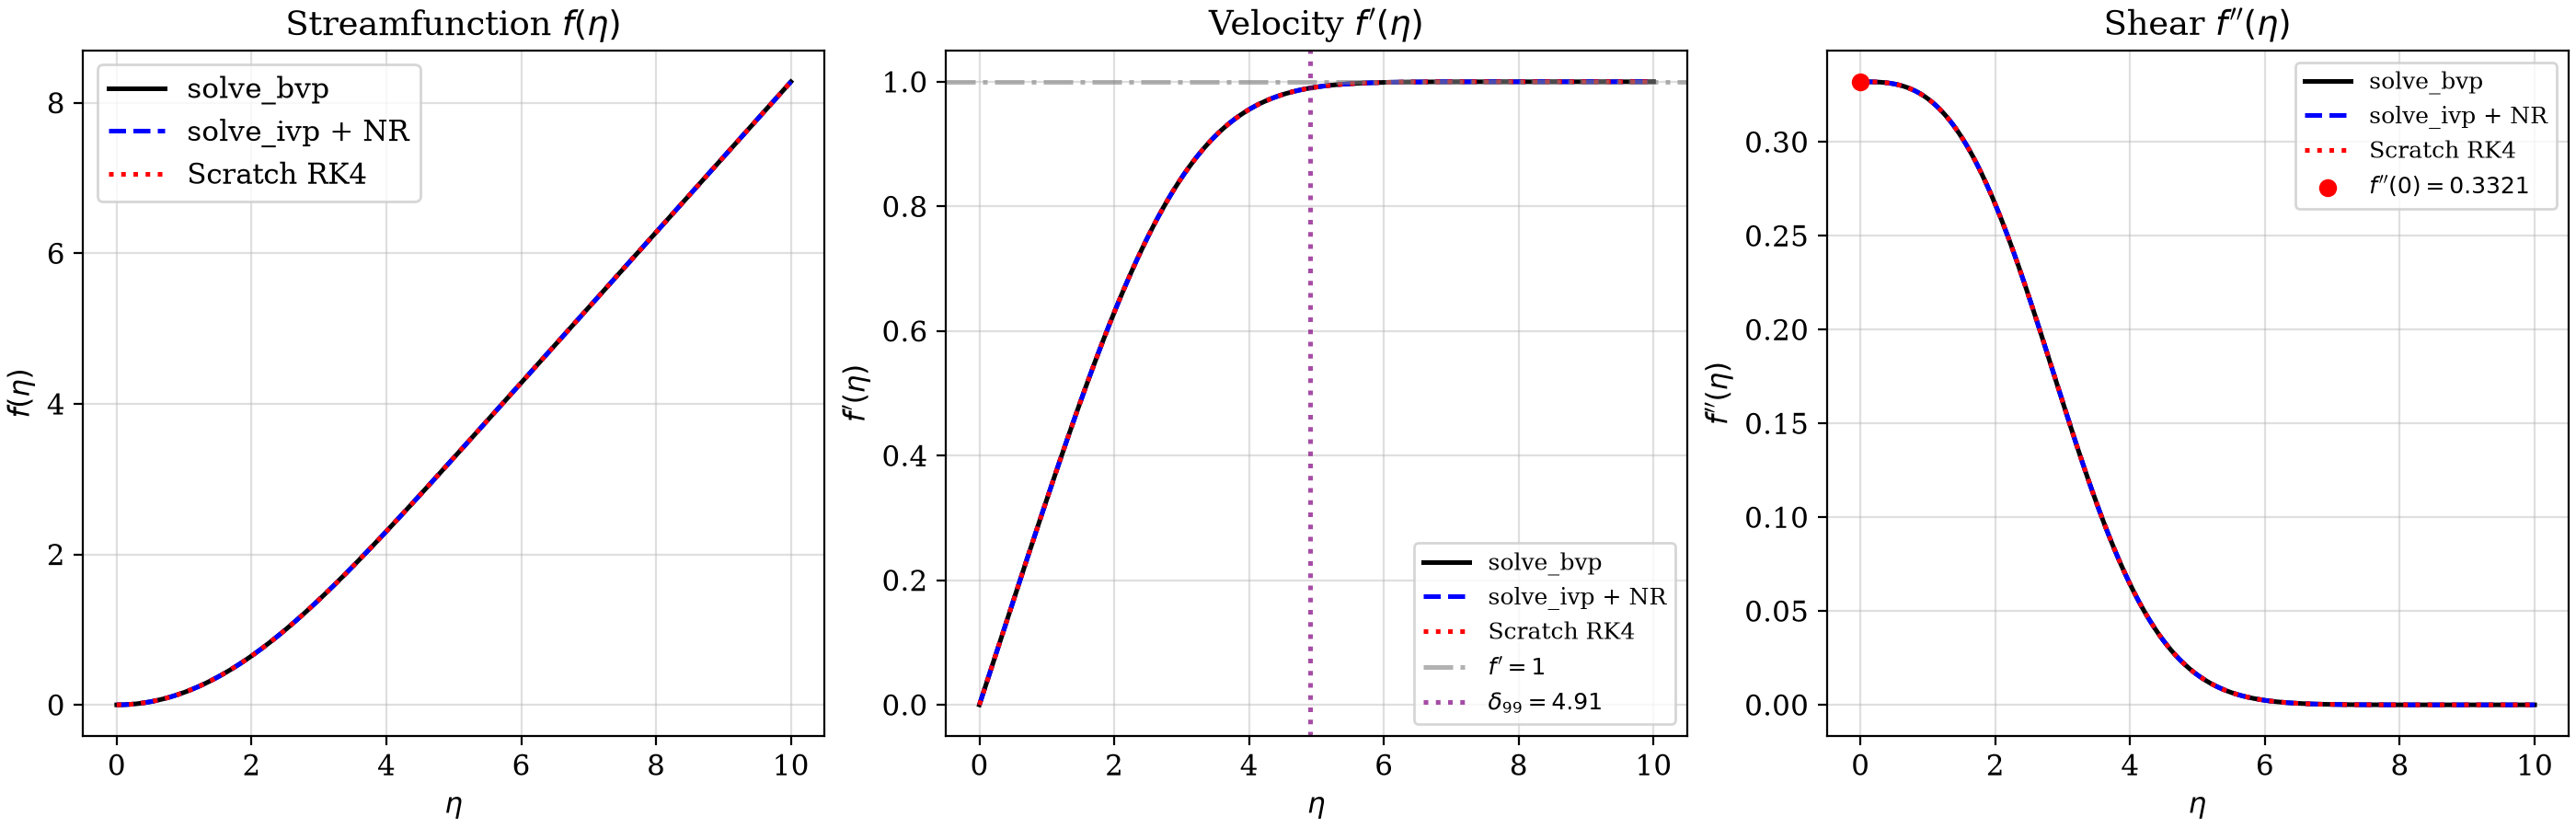 Streamfunction f(η)
f(η)
8
6
4
2
0
0 2 4 6 8 10
η
solve_bvp
solve_ivp + NR
Scratch RK4
Velocity f′(η)
f′(η)
1.0
0.8
0.6
0.4
0.2
0.0
0 2 4 6 8 10
η
solve_bvp
solve_ivp + NR
Scratch RK4
f′ = 1
δ₉₉ = 4.91
Shear f′′(η)
f′′(η)
0.30
0.25
0.20
0.15
0.10
0.05
0.00
0 2 4 6 8 10
η
solve_bvp
solve_ivp + NR
Scratch RK4
f′′(0) = 0.3321